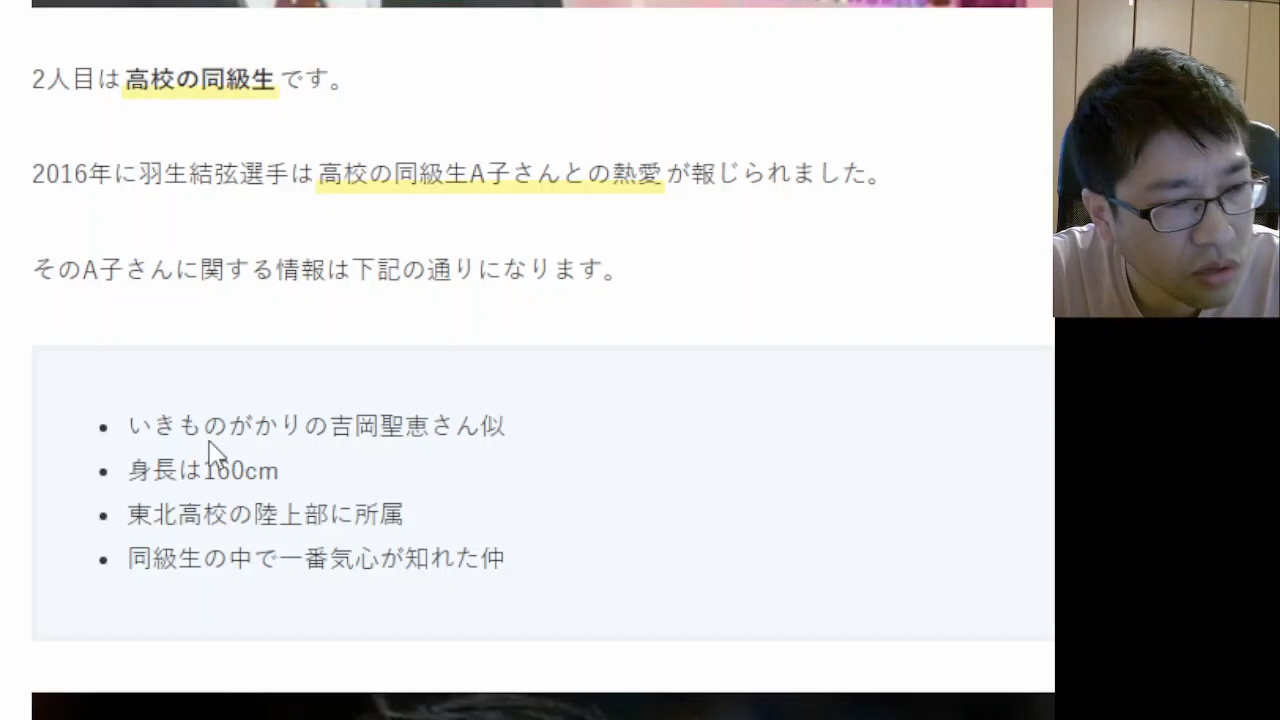 2人目は高校の同級生です。
2016年に羽生結弦選手は高校の同級生A子さんとの熱愛が報じられました。
そのA子さんに関する情報は下記の通りになります。
いきものがかりの吉岡聖恵さん似
身長は160cm
東北高校の陸上部に所属
同級生の中で一番気心が知れた仲